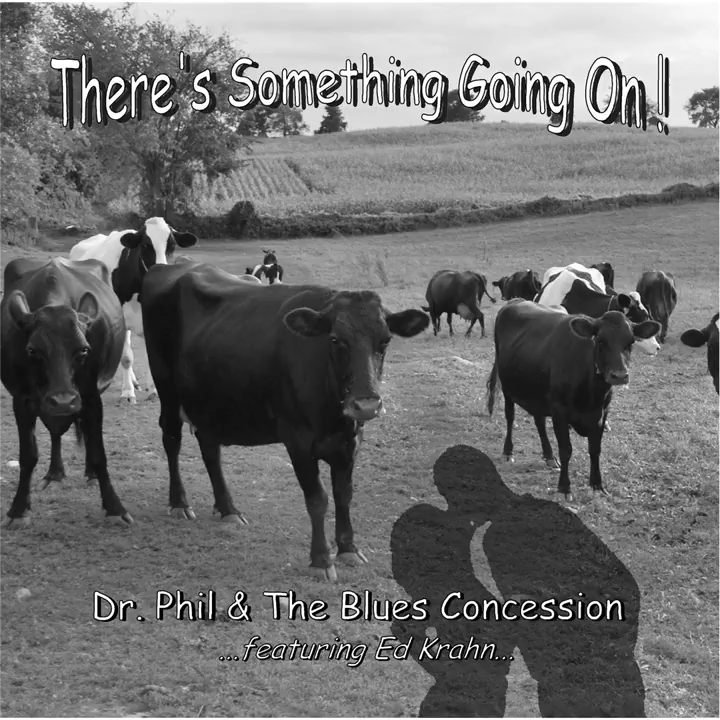 There's Something Going On!
Dr. Phil & The Blues Concession
...featuring Ed Krahn...